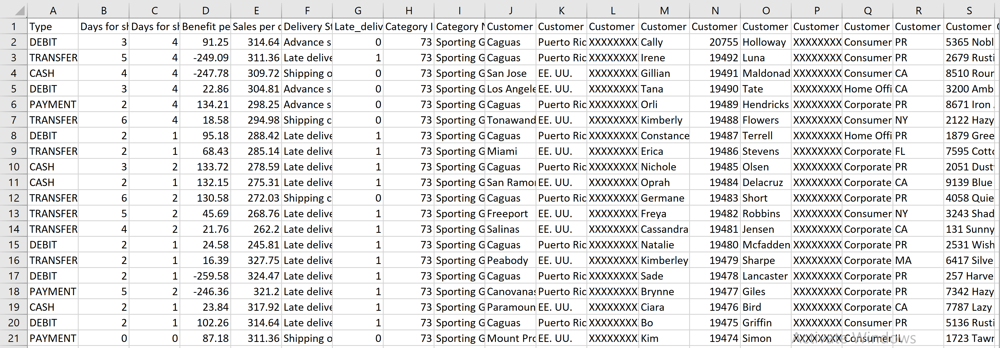 A B C D E F G H I J K L M N O P Q R S
1 Type Days for sh Days for sh Benefit pe Sales per c Delivery St Late_deliv Category I Category N Customer Customer Customer Customer Customer Customer Customer Customer Customer Customer
2 DEBIT 3 4 91.25 314.64 Advance s 0 73 Sporting G Caguas Puerto Ric XXXXXXXXX Cally 20755 Holloway XXXXXXXX Consumer PR 5365 Nobl
3 TRANSFER 5 4 -249.09 311.36 Late delive 1 73 Sporting G Caguas Puerto Ric XXXXXXXXX Irene 19492 Luna XXXXXXXX Consumer PR 2679 Rusti
4 CASH 4 4 -247.78 309.72 Shipping o 0 73 Sporting G San Jose EE. UU. XXXXXXXXX Gillian 19491 Maldonad XXXXXXXX Consumer CA 8510 Roun
5 DEBIT 3 4 22.86 304.81 Advance s 0 73 Sporting G Los Angele EE. UU. XXXXXXXXX Tana 19490 Tate XXXXXXXX Home Offi CA 3200 Amb
6 PAYMENT 2 4 134.21 298.25 Advance s 0 73 Sporting G Caguas Puerto Ric XXXXXXXXX Orli 19489 Hendricks XXXXXXXX Corporate PR 8671 Iron
7 TRANSFER 6 4 18.58 294.98 Shipping c 0 73 Sporting G Tonawand EE. UU. XXXXXXXXX Kimberly 19488 Flowers XXXXXXXX Consumer NY 2122 Hazy
8 DEBIT 2 1 95.18 288.42 Late delive 1 73 Sporting G Caguas Puerto Ric XXXXXXXXX Constance 19487 Terrell XXXXXXXX Home Offi PR 1879 Gree
9 TRANSFER 2 1 68.43 285.14 Late delive 1 73 Sporting G Miami EE. UU. XXXXXXXXX Erica 19486 Stevens XXXXXXXX Corporate FL 7595 Cotto
10 CASH 3 2 133.72 278.59 Late delive 1 73 Sporting G Caguas Puerto Ric XXXXXXXXX Nichole 19485 Olsen XXXXXXXX Corporate PR 2051 Dust
11 CASH 2 1 132.15 275.31 Late delive 1 73 Sporting G San Ramon EE. UU. XXXXXXXXX Oprah 19484 Delacruz XXXXXXXX Corporate CA 9139 Blue
12 TRANSFER 6 2 130.58 272.03 Shipping c 0 73 Sporting G Caguas Puerto Ric XXXXXXXXX Germane 19483 Short XXXXXXXX Corporate PR 4058 Quie
13 TRANSFER 5 2 45.69 268.76 Late delive 1 73 Sporting G Freeport EE. UU. XXXXXXXXX Freya 19482 Robbins XXXXXXXX Consumer NY 3243 Shad
14 TRANSFER 4 2 21.76 262.2 Late delive 1 73 Sporting G Salinas EE. UU. XXXXXXXXX Cassandra 19481 Jensen XXXXXXXX Corporate CA 131 Sunny
15 DEBIT 2 1 24.58 245.81 Late delive 1 73 Sporting G Caguas Puerto Ric XXXXXXXXX Natalie 19480 Mcfadden XXXXXXXX Corporate PR 2531 Wish
16 TRANSFER 2 1 16.39 327.75 Late delive 1 73 Sporting G Peabody EE. UU. XXXXXXXXX Kimberley 19479 Sharpe XXXXXXXX Corporate MA 6417 Silve
17 DEBIT 2 1 -259.58 324.47 Late delive 1 73 Sporting G Caguas Puerto Ric XXXXXXXXX Sade 19478 Lancaster XXXXXXXX Corporate PR 257 Harve
18 PAYMENT 5 2 -246.36 321.2 Late delive 1 73 Sporting G Canovanas Puerto Ric XXXXXXXXX Brynne 19477 Giles XXXXXXXX Corporate PR 7342 Hazy
19 CASH 2 1 23.84 317.92 Late delive 1 73 Sporting G Paramoun EE. UU. XXXXXXXXX Ciara 19476 Bird XXXXXXXX Corporate CA 7787 Lazy
20 DEBIT 2 1 102.26 314.64 Late delive 1 73 Sporting G Caguas Puerto Ric XXXXXXXXX Bo 19475 Griffin XXXXXXXX Consumer PR 5136 Rusti
21 PAYMENT 0 0 87.18 311.36 Shipping o 0 73 Sporting G Mount Pro EE. UU. XXXXXXXXX Kim 19474 Simon XXXXXXXX Consumer IL 1723 Tawn
Activate Windows